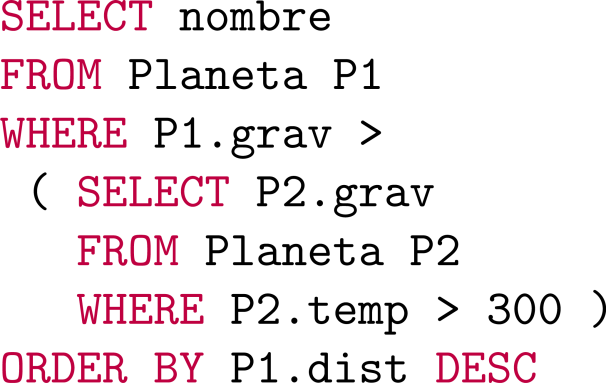 SELECT nombre
FROM Planeta P1
WHERE P1.grav >
( SELECT P2.grav
FROM Planeta P2
WHERE P2.temp > 300 )
ORDER BY P1.dist DESC